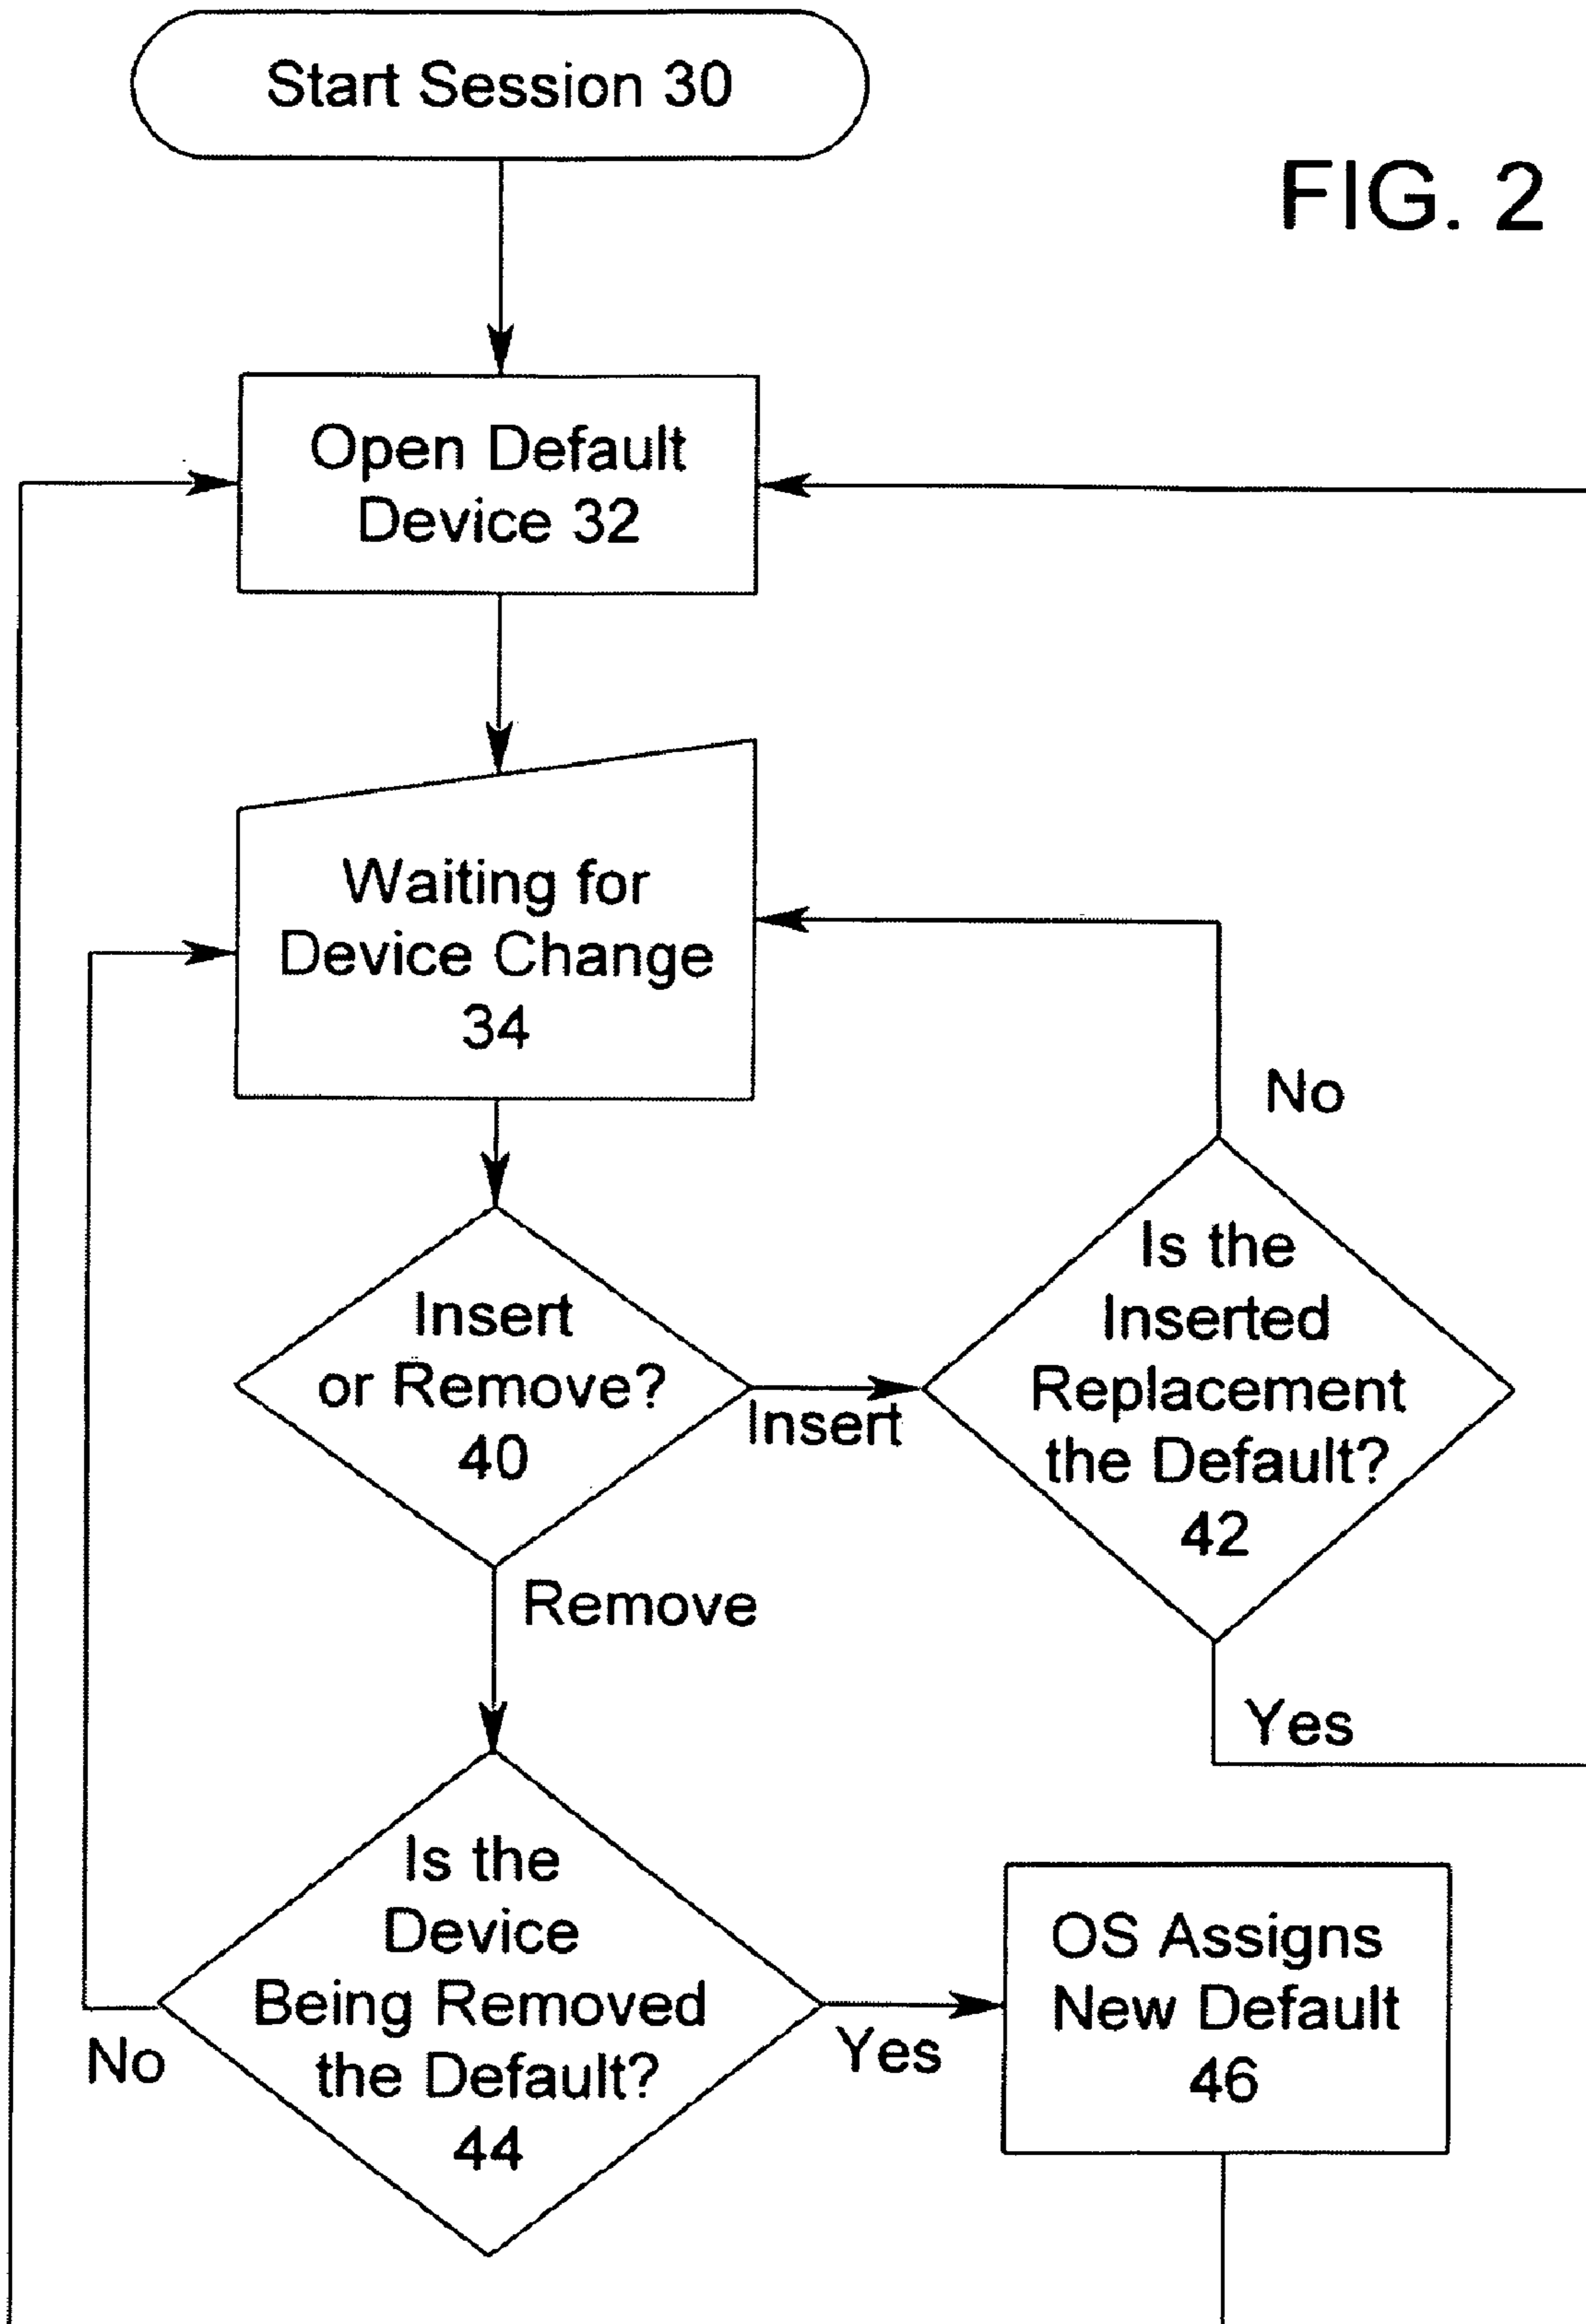 Start Session 30
FIG. 2
Open Default
Device 32
Waiting for
Device Change
34
No
Insert
or Remove?
40
Insert
Is the
Inserted
Replacement
the Default?
42
Remove
Yes
Is the
Device
Being Removed
the Default?
44
No
Yes
OS Assigns
New Default
46